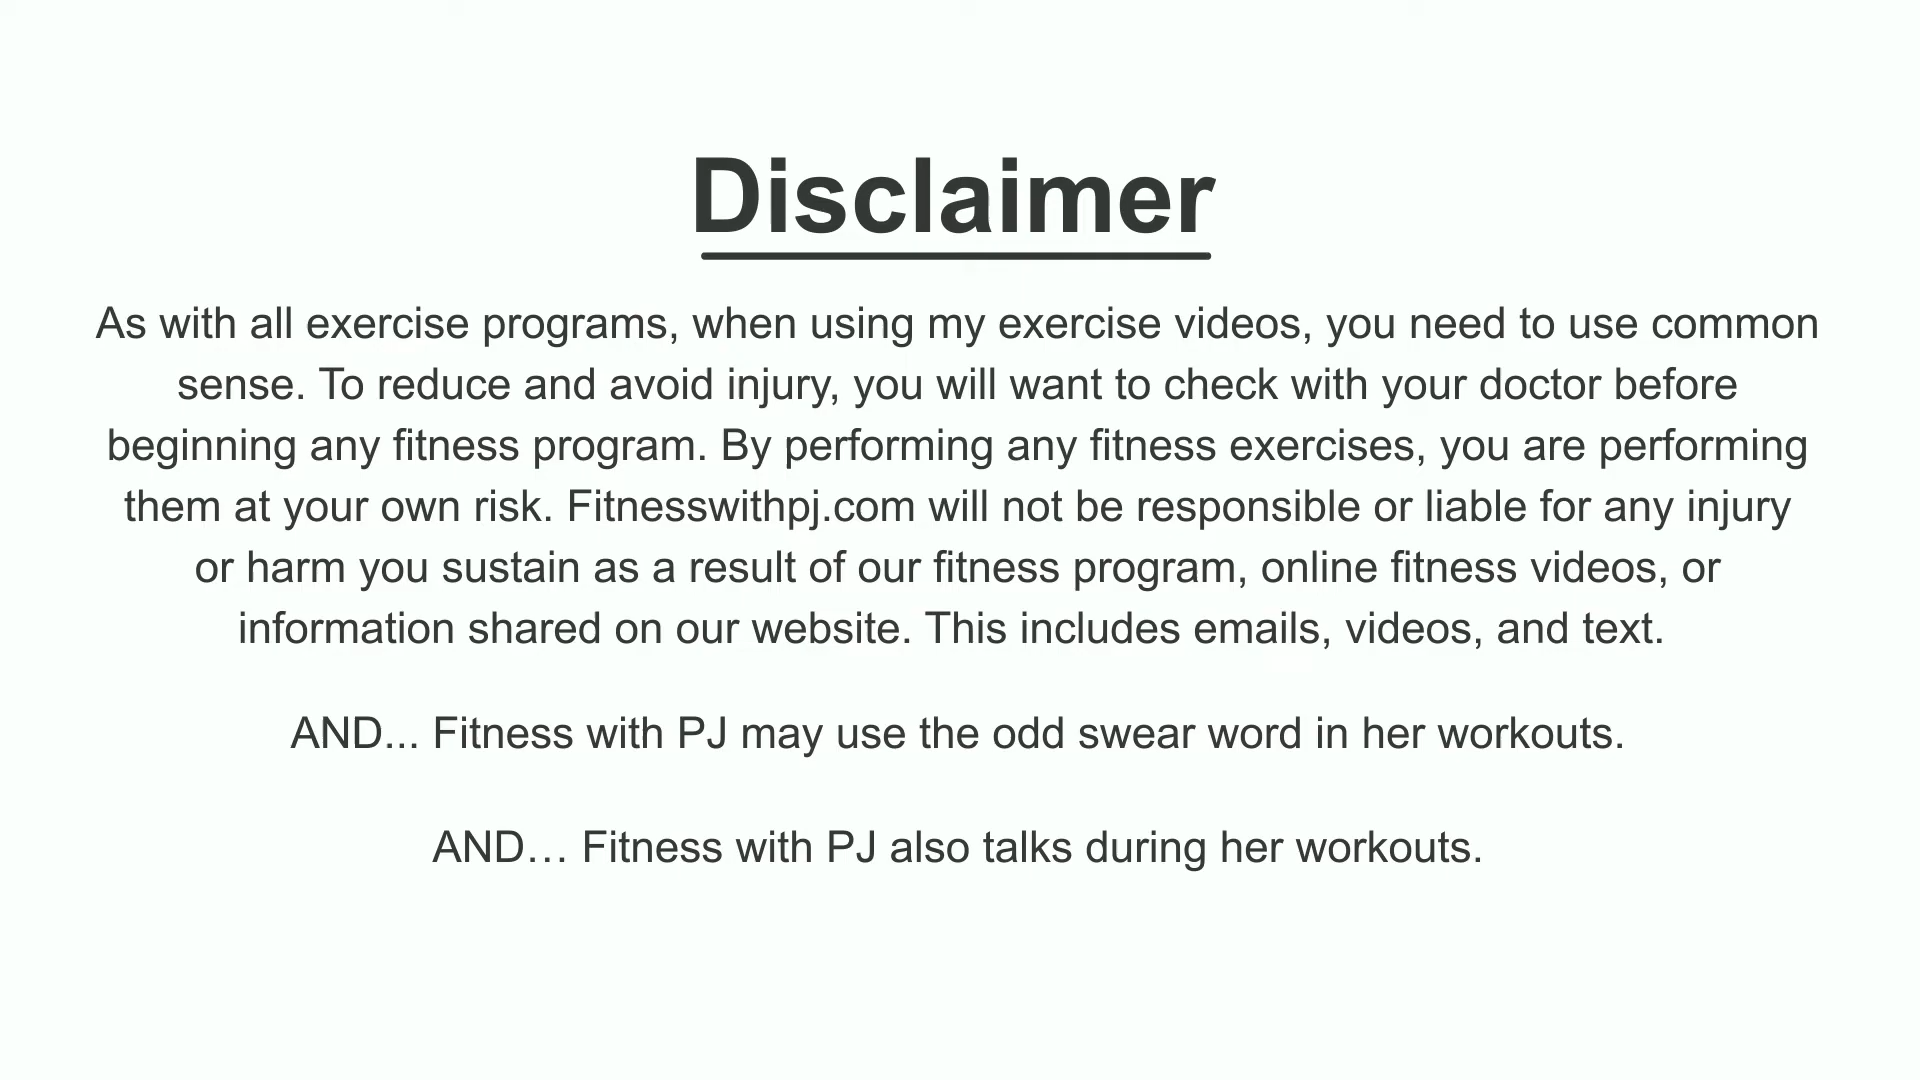 Disclaimer
As with all exercise programs, when using my exercise videos, you need to use common
sense. To reduce and avoid injury, you will want to check with your doctor before
beginning any fitness program. By performing any fitness exercises, you are performing
them at your own risk. Fitnesswithpj.com will not be responsible or liable for any injury
or harm you sustain as a result of our fitness program, online fitness videos, or
information shared on our website. This includes emails, videos, and text.
AND... Fitness with PJ may use the odd swear word in her workouts.
AND… Fitness with PJ also talks during her workouts.